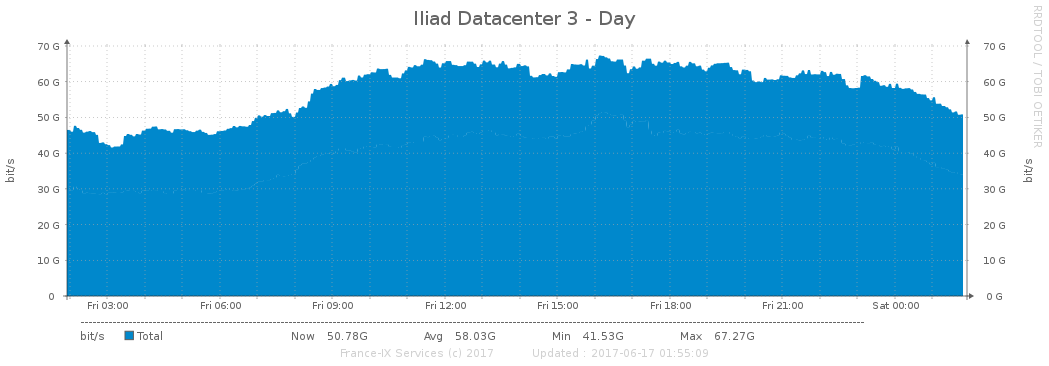 Iliad Datacenter 3 - Day
RRDTOOL / TOBI OETIKER
70 G 70 G
60 G 60 G
50 G 50 G
40 G 40 G
30 G 30 G
20 G 20 G
10 G 10 G
0 0 G
bit/s bit/s
Fri 03:00 Fri 06:00 Fri 09:00 Fri 12:00 Fri 15:00 Fri 18:00 Fri 21:00 Sat 00:00
bit/s Total Now 50.78G Avg 58.03G Min 41.53G Max 67.27G
France-IX Services (c) 2017 Updated : 2017-06-17 01:55:09